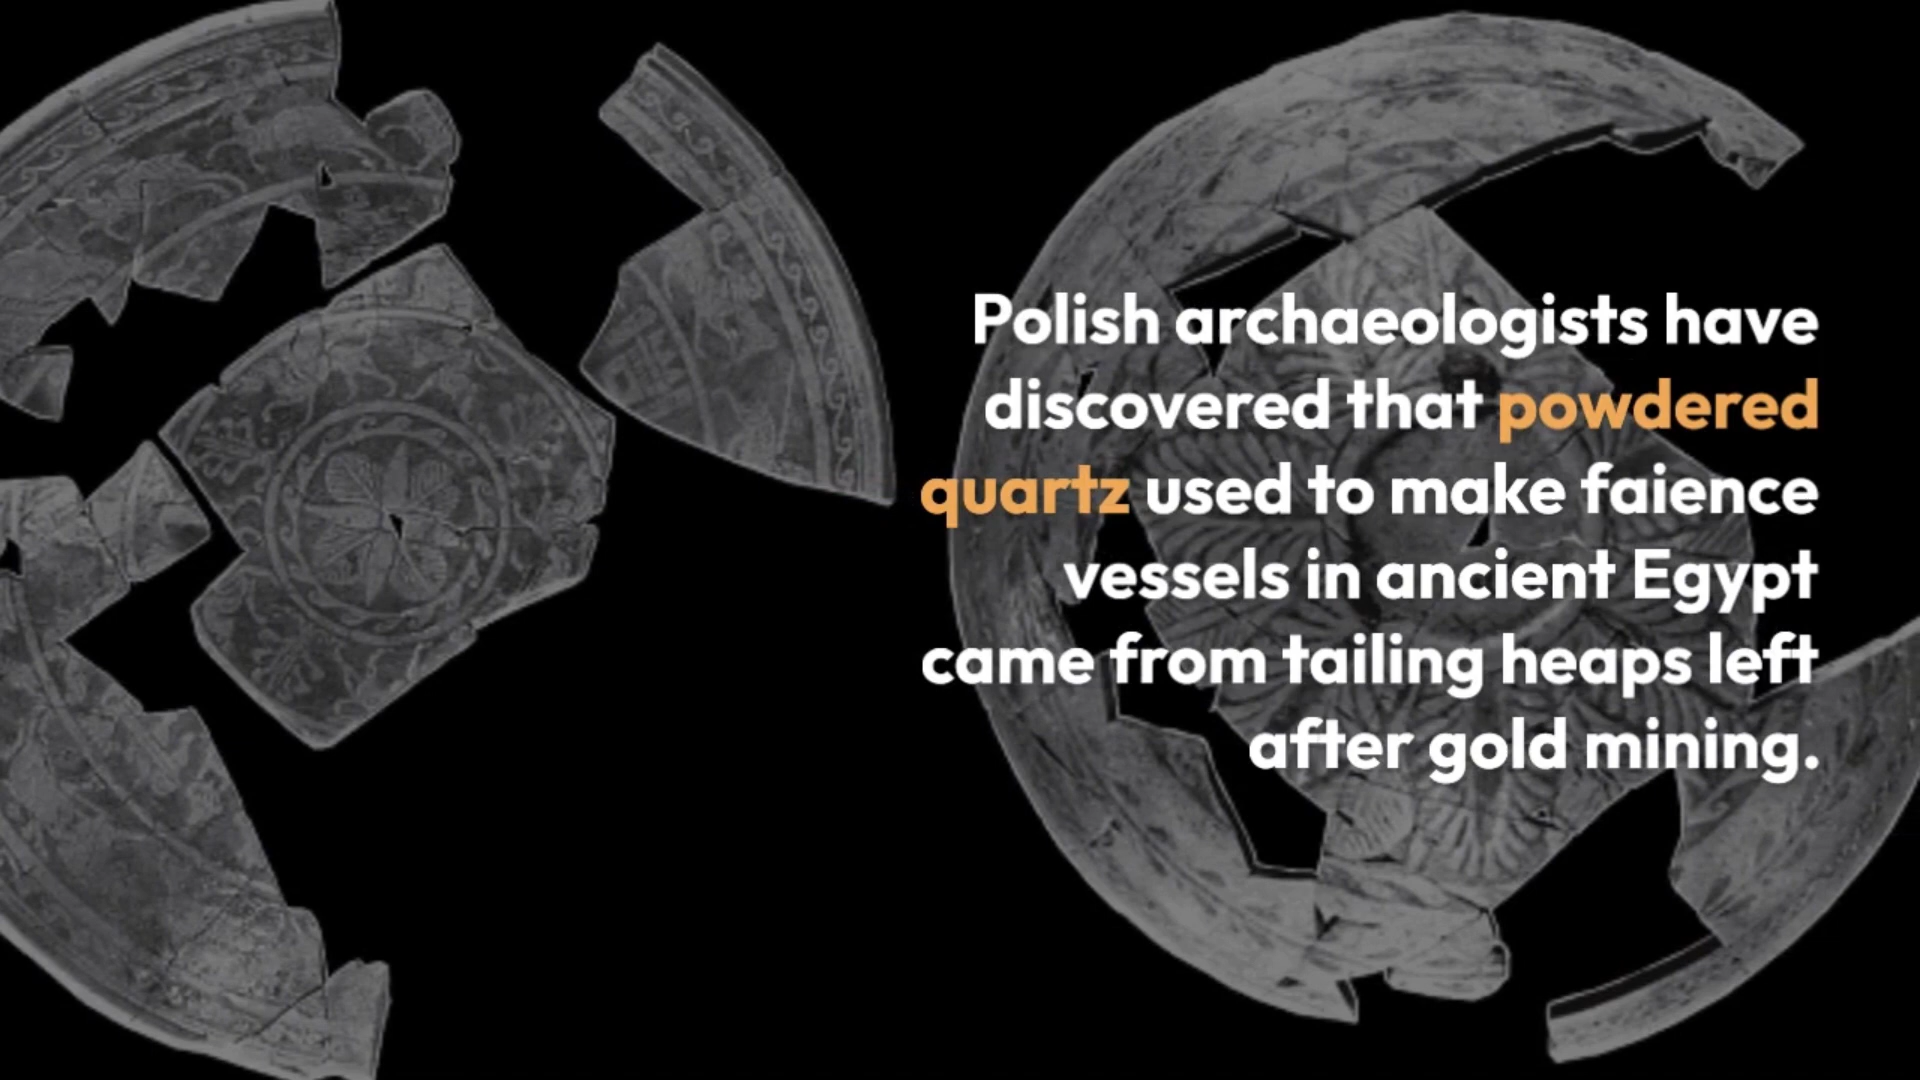 Polish archaeologists have
discovered that powdered
quartz used to make faience
vessels in ancient Egypt
came from tailing heaps left
after gold mining.